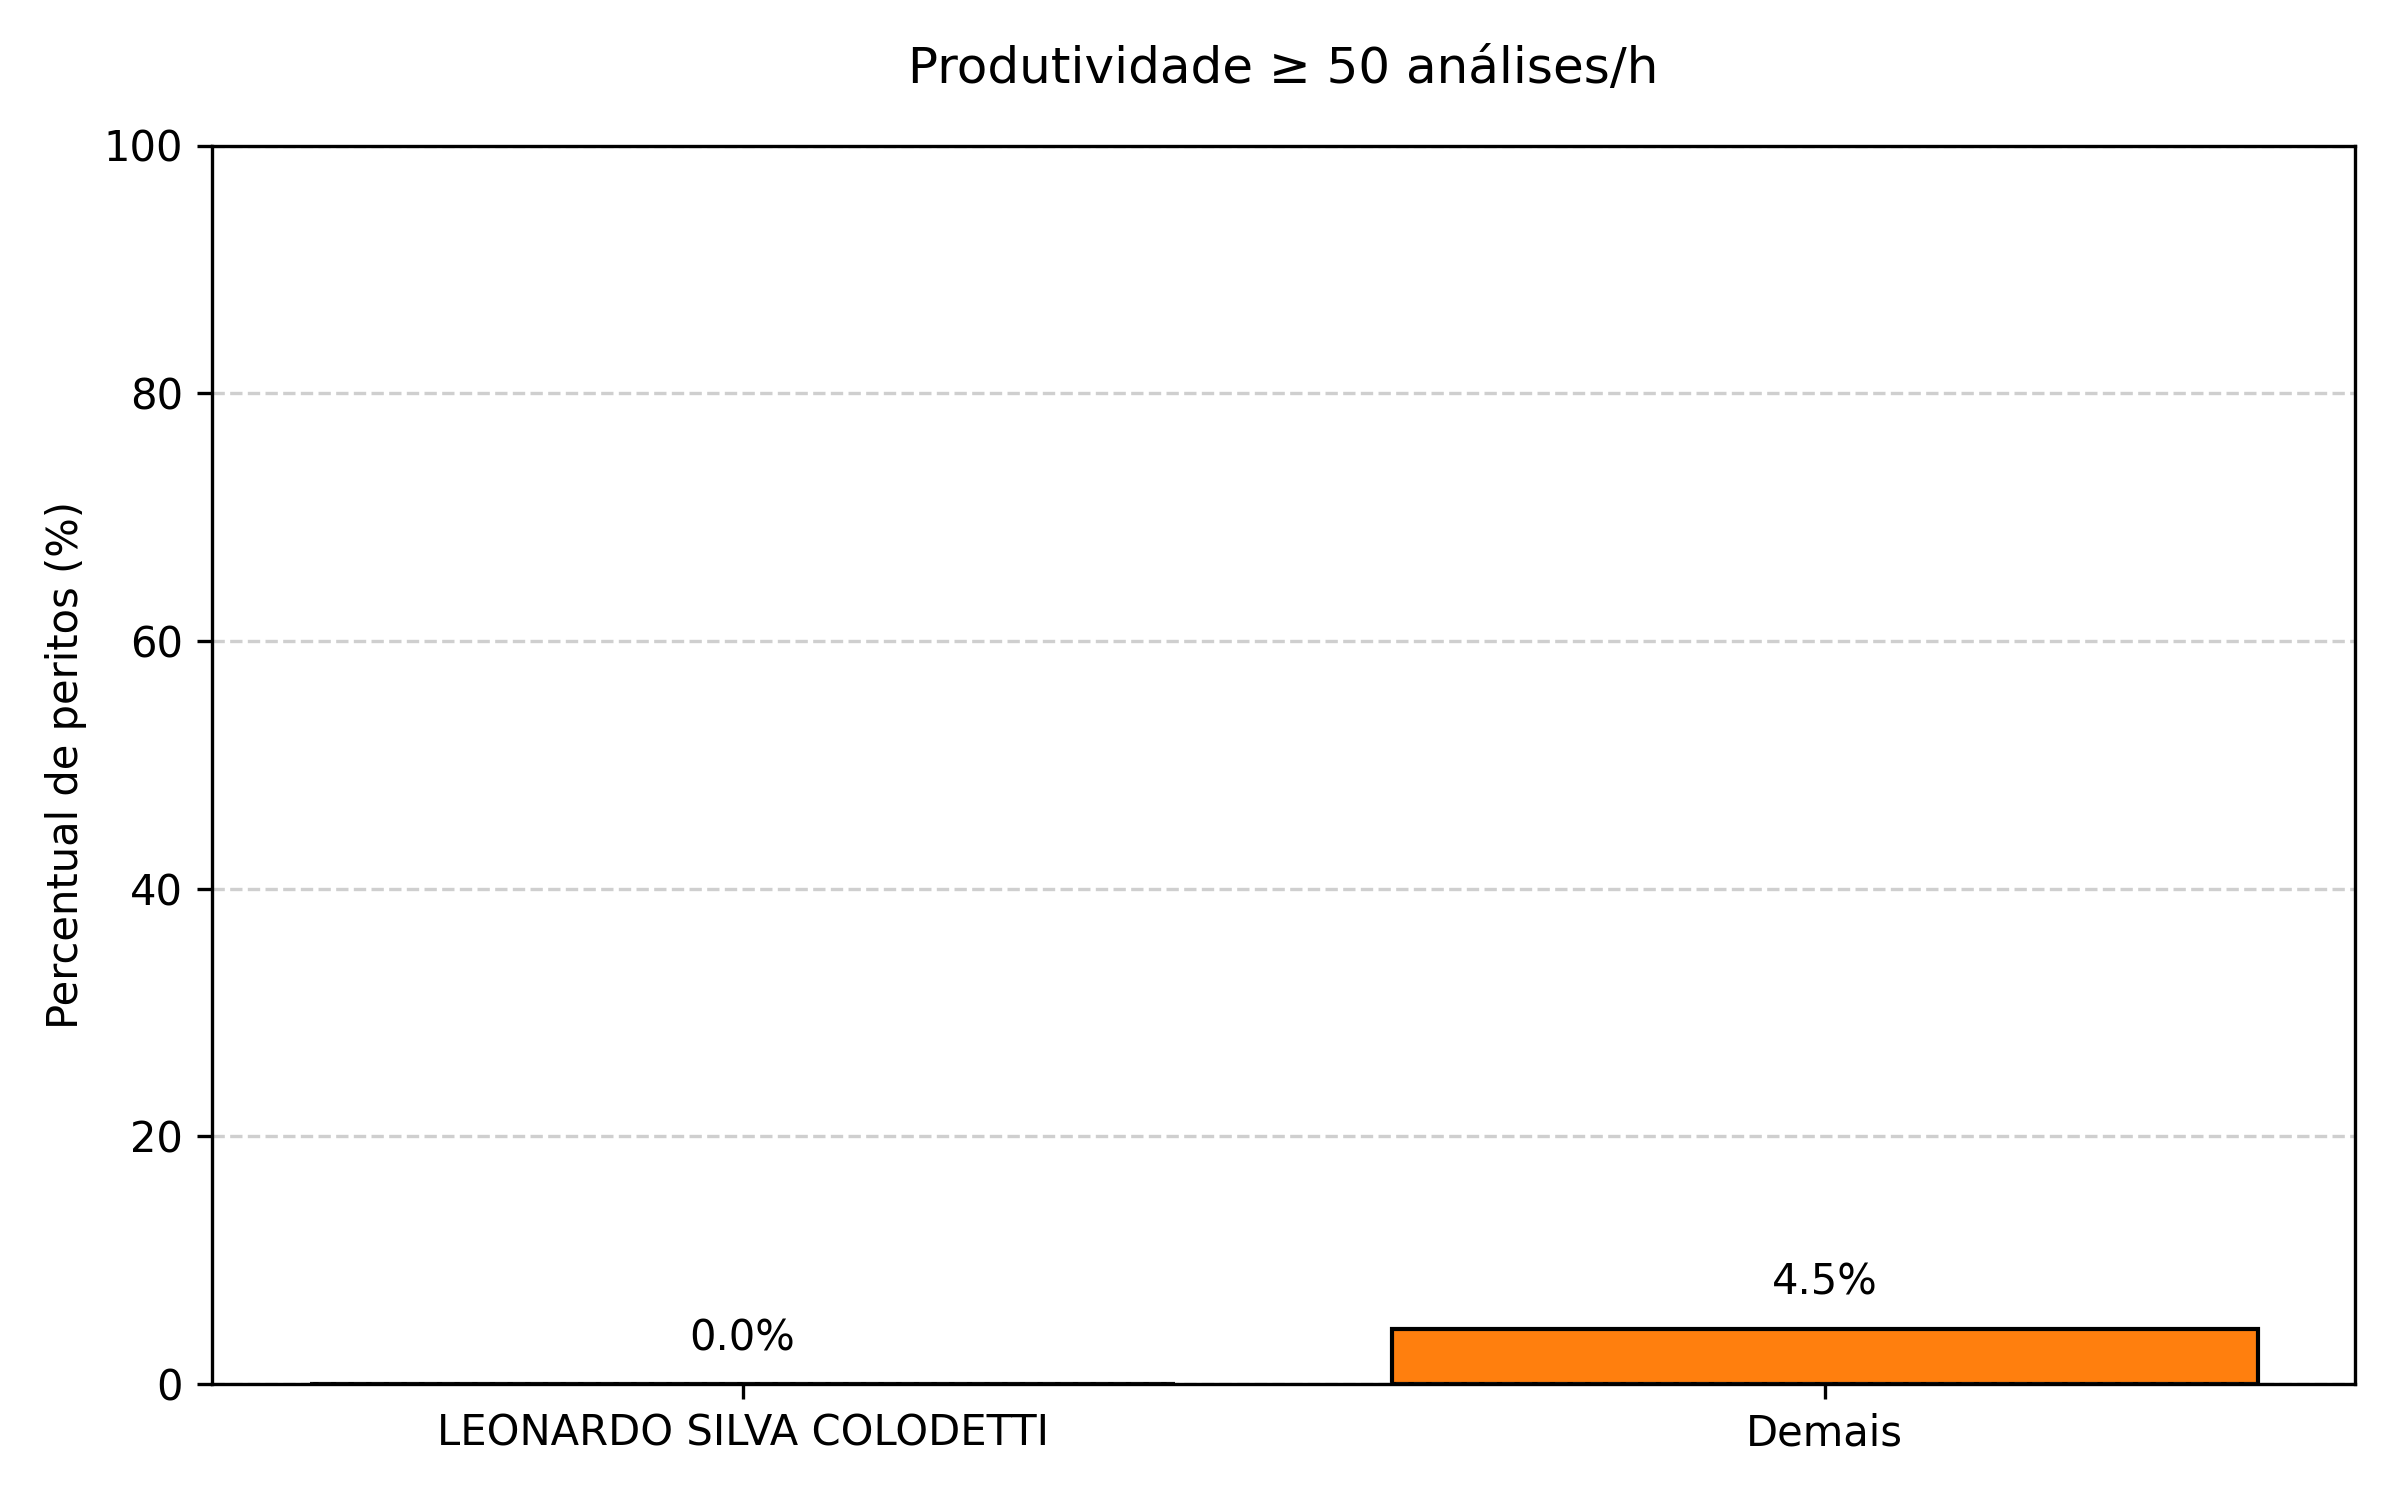 Produtividade ≥ 50 análises/h
Percentual de peritos (%)
100
80
60
40
20
0
0.0%
4.5%
LEONARDO SILVA COLODETTI
Demais